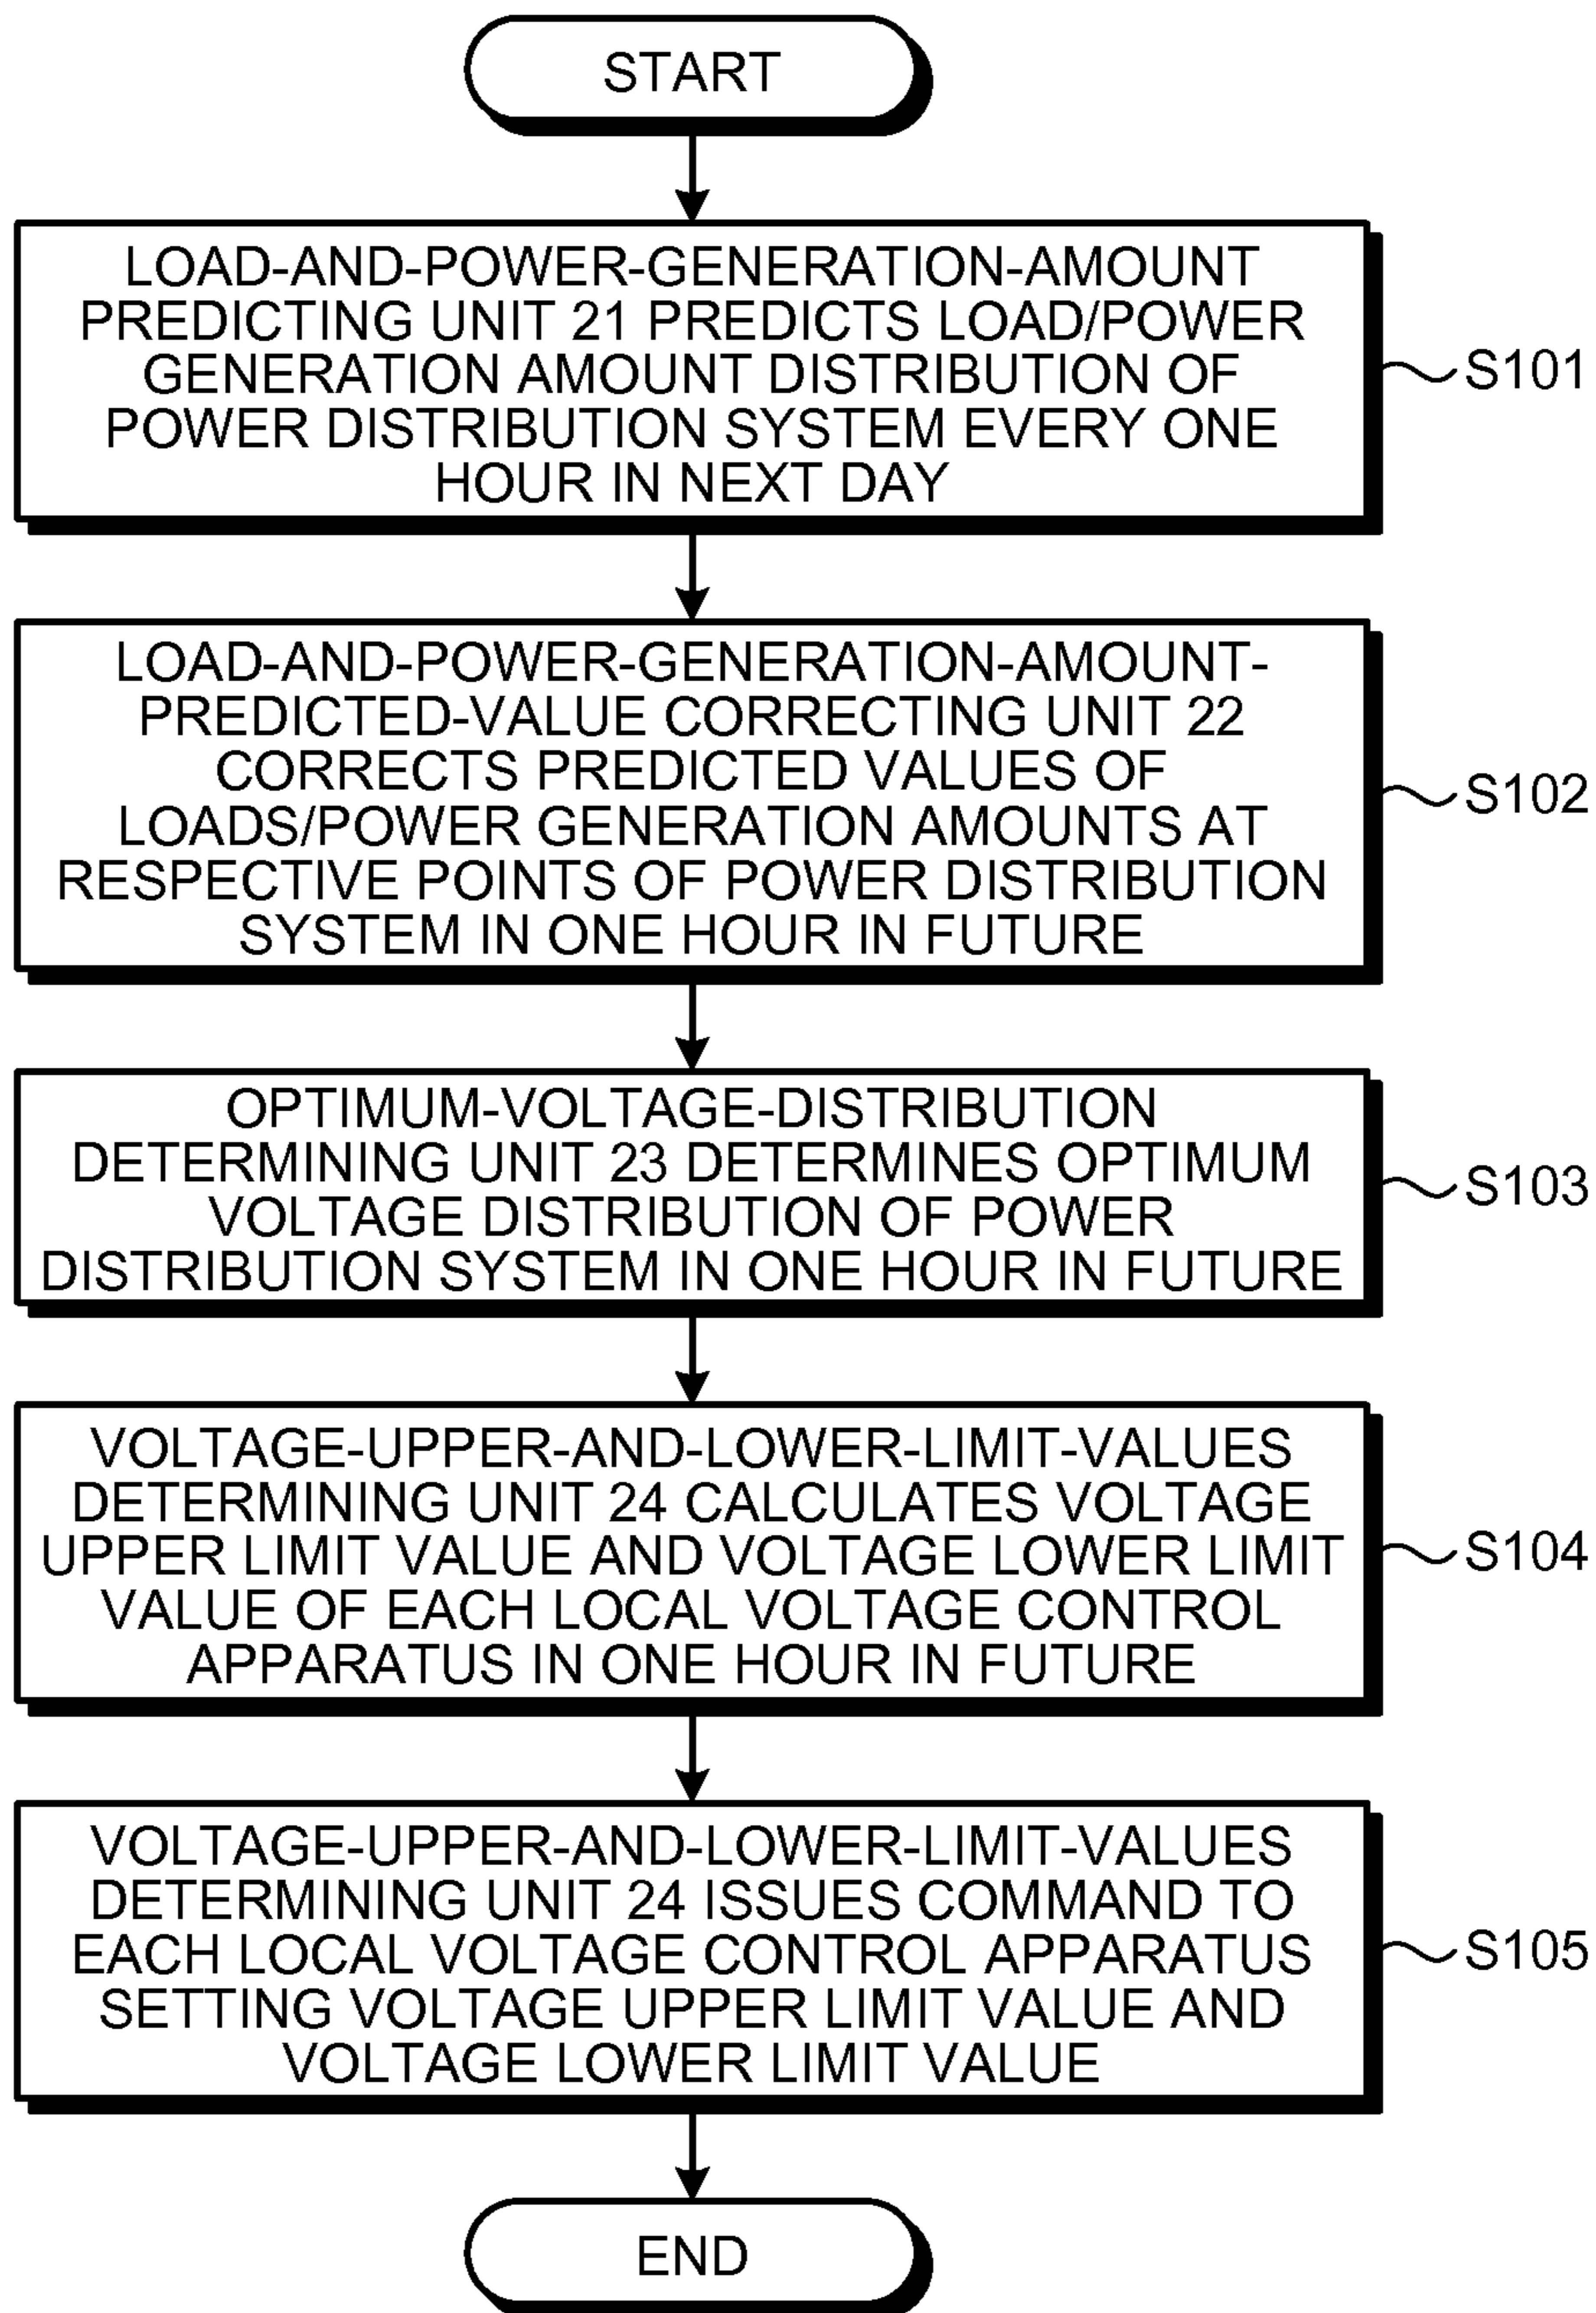 START
LOAD-AND-POWER-GENERATION-AMOUNT
PREDICTING UNIT 21 PREDICTS LOAD/POWER
GENERATION AMOUNT DISTRIBUTION OF
POWER DISTRIBUTION SYSTEM EVERY ONE
HOUR IN NEXT DAY
S101
LOAD-AND-POWER-GENERATION-AMOUNT-
PREDICTED-VALUE CORRECTING UNIT 22
CORRECTS PREDICTED VALUES OF
LOADS/POWER GENERATION AMOUNTS AT
RESPECTIVE POINTS OF POWER DISTRIBUTION
SYSTEM IN ONE HOUR IN FUTURE
S102
OPTIMUM-VOLTAGE-DISTRIBUTION
DETERMINING UNIT 23 DETERMINES OPTIMUM
VOLTAGE DISTRIBUTION OF POWER
DISTRIBUTION SYSTEM IN ONE HOUR IN FUTURE
S103
VOLTAGE-UPPER-AND-LOWER-LIMIT-VALUES
DETERMINING UNIT 24 CALCULATES VOLTAGE
UPPER LIMIT VALUE AND VOLTAGE LOWER LIMIT
VALUE OF EACH LOCAL VOLTAGE CONTROL
APPARATUS IN ONE HOUR IN FUTURE
S104
VOLTAGE-UPPER-AND-LOWER-LIMIT-VALUES
DETERMINING UNIT 24 ISSUES COMMAND TO
EACH LOCAL VOLTAGE CONTROL APPARATUS
SETTING VOLTAGE UPPER LIMIT VALUE AND
VOLTAGE LOWER LIMIT VALUE
S105
END